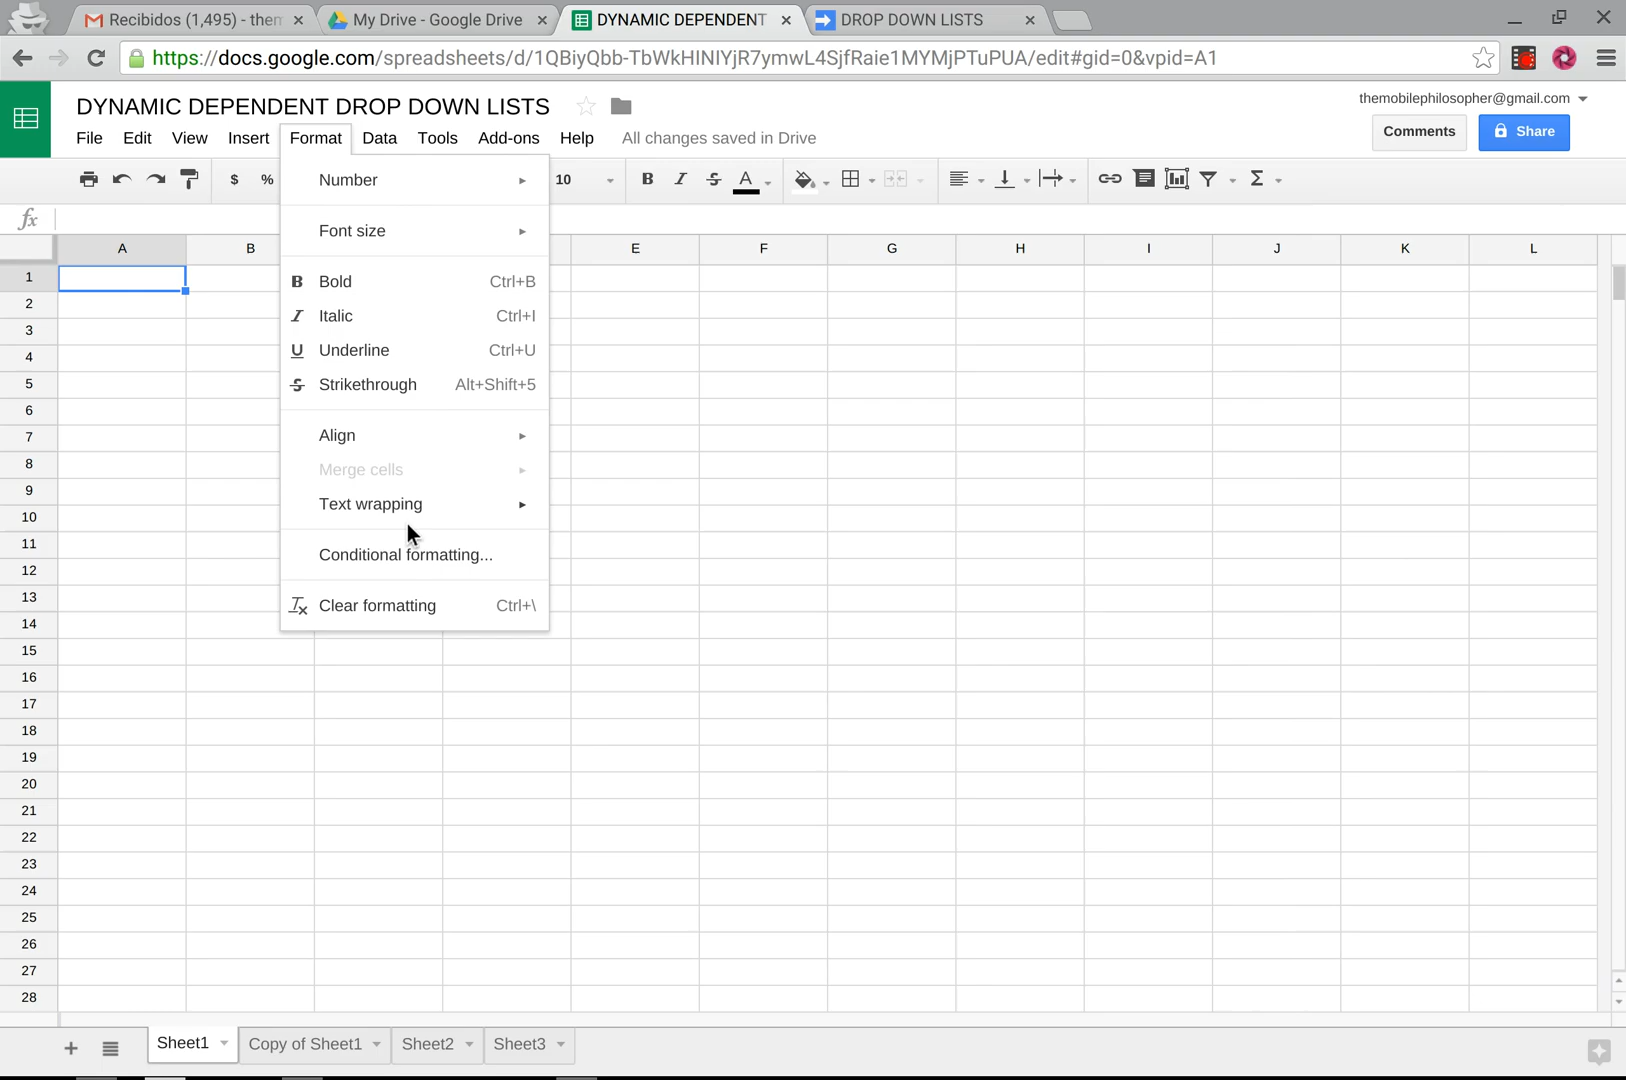 Recibidos (1,495) - them
My Drive - Google Drive
DYNAMIC DEPENDENT
DROP DOWN LISTS
https://docs.google.com/spreadsheets/d/1QBiyQbb-TbWkHINIYjR7ymwL4SjfRaie1MYMjPTuPUA/edit#gid=0&vpid=A1
DYNAMIC DEPENDENT DROP DOWN LISTS
themobilephilosopher@gmail.com
Comments
Share
File Edit View Insert Format Data Tools Add-ons Help All changes saved in Drive
$ % 10 B I S A Σ
fx
A B E F G H I J K L
Number
Font size
B Bold Ctrl+B
I Italic Ctrl+I
U Underline Ctrl+U
S Strikethrough Alt+Shift+5
Align
Merge cells
Text wrapping
Conditional formatting...
Clear formatting Ctrl+\
1
2
3
4
5
6
7
8
9
10
11
12
13
14
15
16
17
18
19
20
21
22
23
24
25
26
27
28
Sheet1 Copy of Sheet1 Sheet2 Sheet3